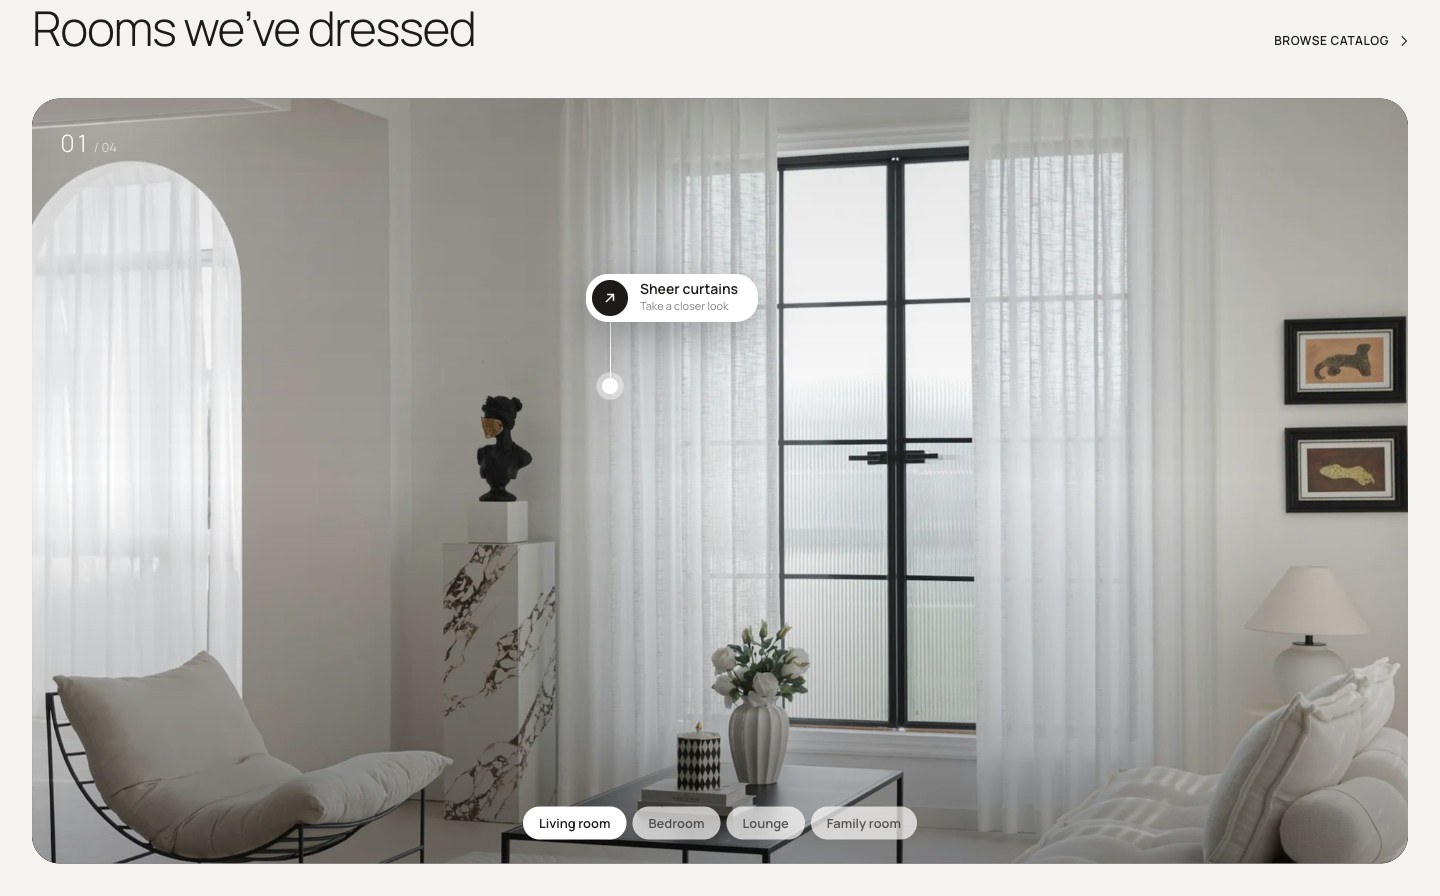 Rooms we’ve dressed
BROWSE CATALOG
01 / 04
Sheer curtains
Take a closer look
Living room
Bedroom
Lounge
Family room